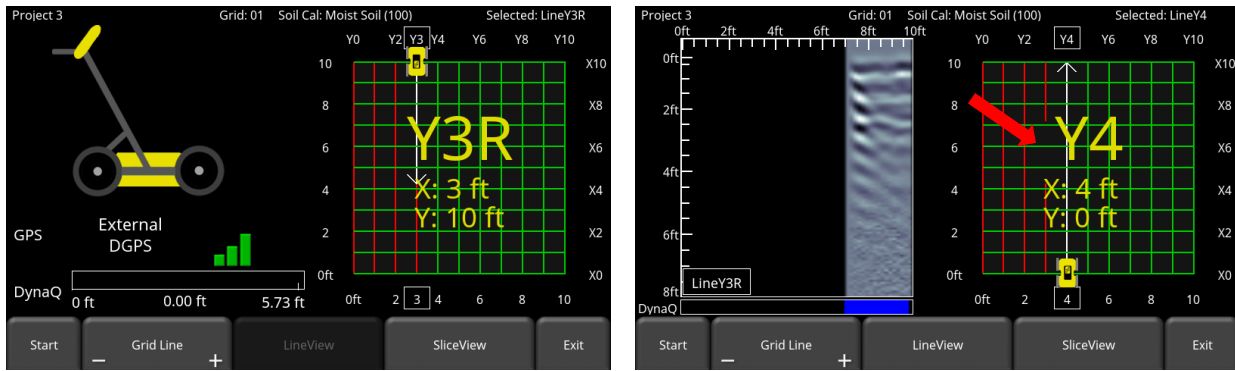 Project 3 Grid: 01 Soil Cal: Moist Soil (100) Selected: LineY3R
Y0 Y2 Y3 Y4 Y6 Y8 Y10
10 X10
8 X8
Y3R
6 X6
X: 3 ft
4 X4
Y: 10 ft
External
GPS DGPS
2 X2
0ft X0
DynaQ
0 ft 0.00 ft 5.73 ft
0ft 2 3 4 6 8 10
Start − Grid Line + LineView SliceView Exit
Project 3 Grid: 01 Soil Cal: Moist Soil (100) Selected: LineY4
0ft 2ft 4ft 6ft 8ft 10ft
0ft
2ft
4ft
6ft
8ft
LineY3R
DynaQ
Y0 Y2 Y4 Y6 Y8 Y10
10 X10
8 X8
Y4
6 X6
X: 4 ft
4 X4
Y: 0 ft
2 X2
0ft X0
0ft 2 4 6 8 10
Start − Grid Line + LineView SliceView Exit